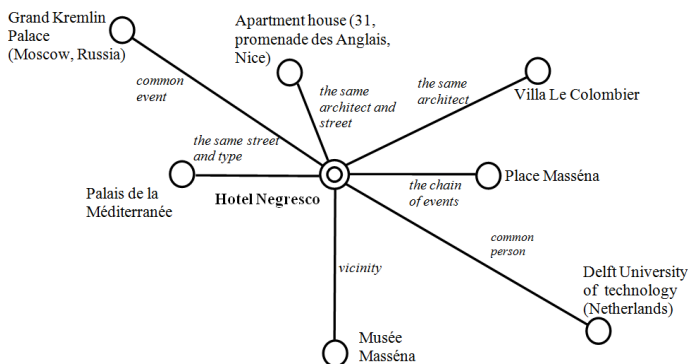 Grand Kremlin
Palace
(Moscow, Russia)
Apartment house (31,
promenade des Anglais,
Nice)
common
event
the same
architect and
street
the same
architect
Villa Le Colombier
the same street
and type
Palais de la
Méditerranée
Hotel Negresco
the chain
of events
Place Masséna
common
person
vicinity
Delft University
of technology
(Netherlands)
Musée
Masséna